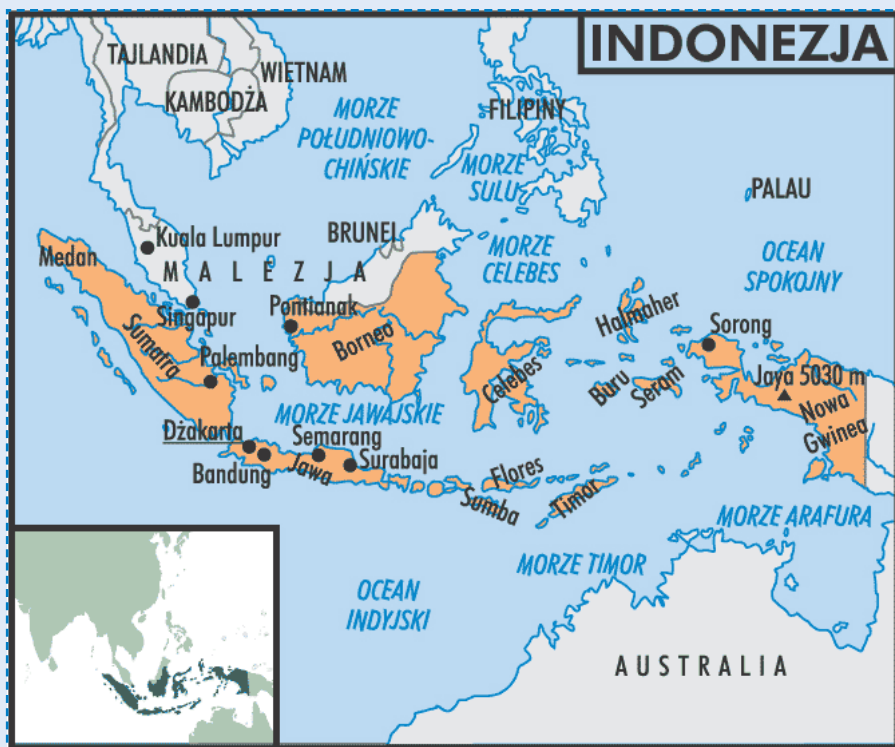 INDONEZJA
TAJLANDIA
WIETNAM
KAMBODŻA
MORZE
POŁUDNIOWO-
CHIŃSKIE
FILIPINY
MORZE
SULU
PALAU
BRUNEI
Kuala Lumpur
MALEZJA
MORZE
CELEBES
OCEAN
SPOKOJNY
Medan
Singapur
Pontianak
Halmaher
Sorong
Sumatra
Borneo
Palembang
Celebes
Buru
Seram
Jaya 5030 m
Nowa
Gwinea
MORZE JAWAJSKIE
Dżakarta
Semarang
Bandung
Jawa
Surabaja
Flores
Sumba
Timor
MORZE ARAFURA
MORZE TIMOR
OCEAN
INDYJSKI
AUSTRALIA